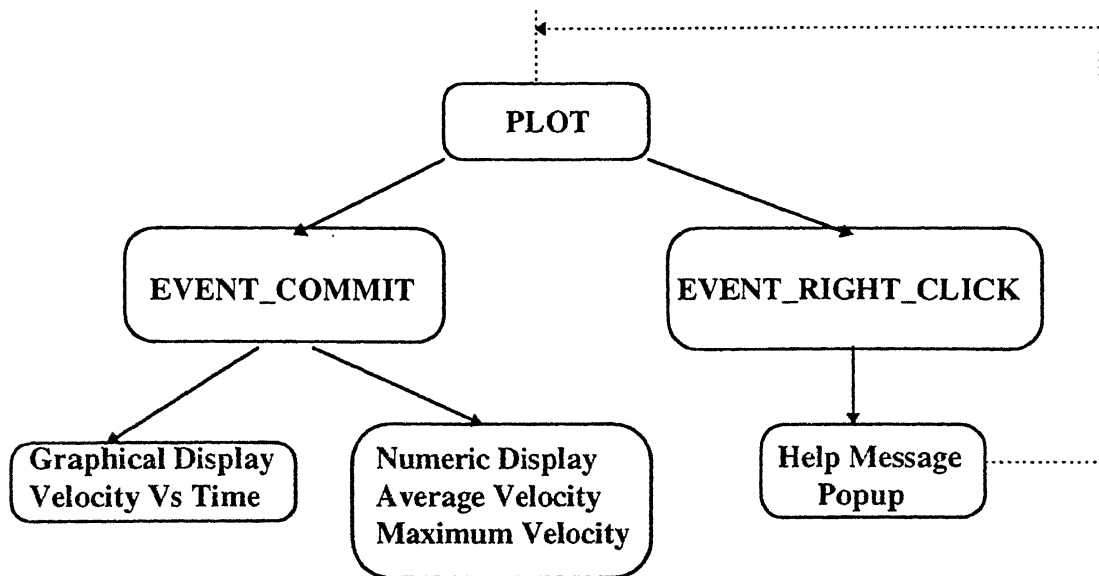 PLOT
EVENT_COMMIT
EVENT_RIGHT_CLICK
Graphical Display
Velocity Vs Time
Numeric Display
Average Velocity
Maximum Velocity
Help Message
Popup